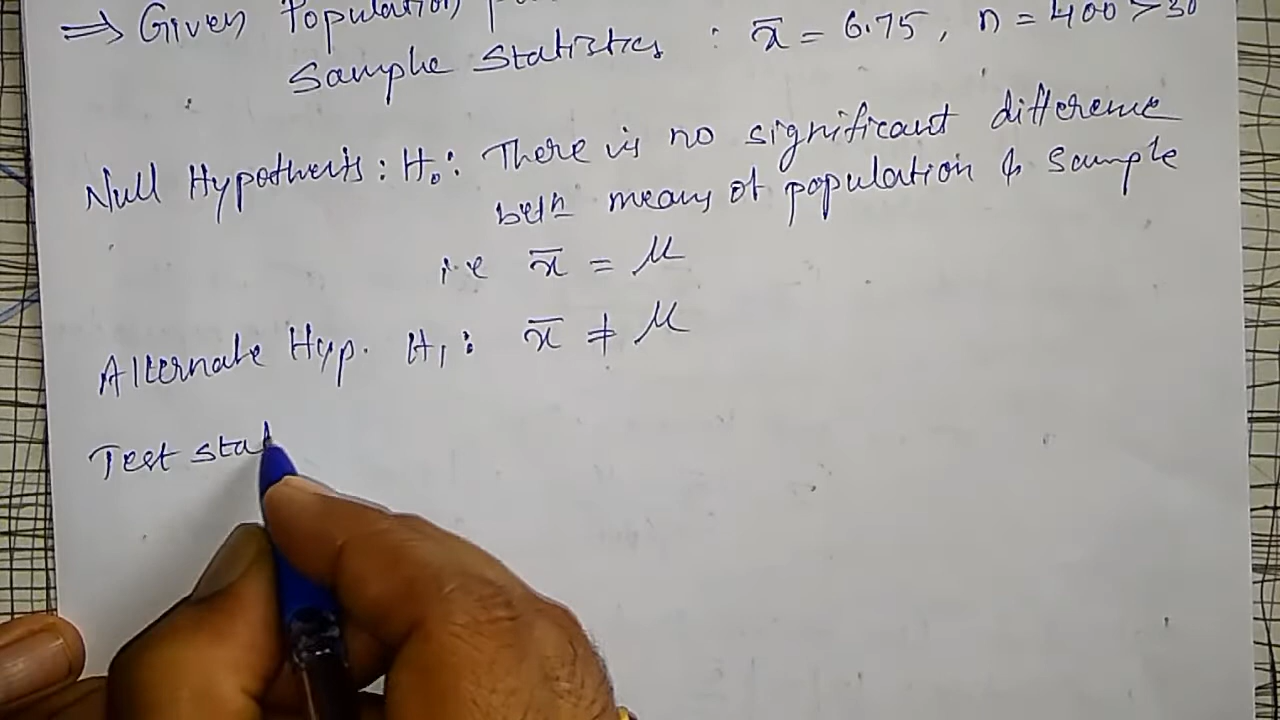 ⇒ Given Population
Sample Statistics : x̄ = 6.75, n = 400 > 30
Null Hypothesis : H₀ : There is no significant difference
betn means of population & sample
i.e x̄ = μ
Alternate Hyp. H₁ : x̄ ≠ μ
Test stat